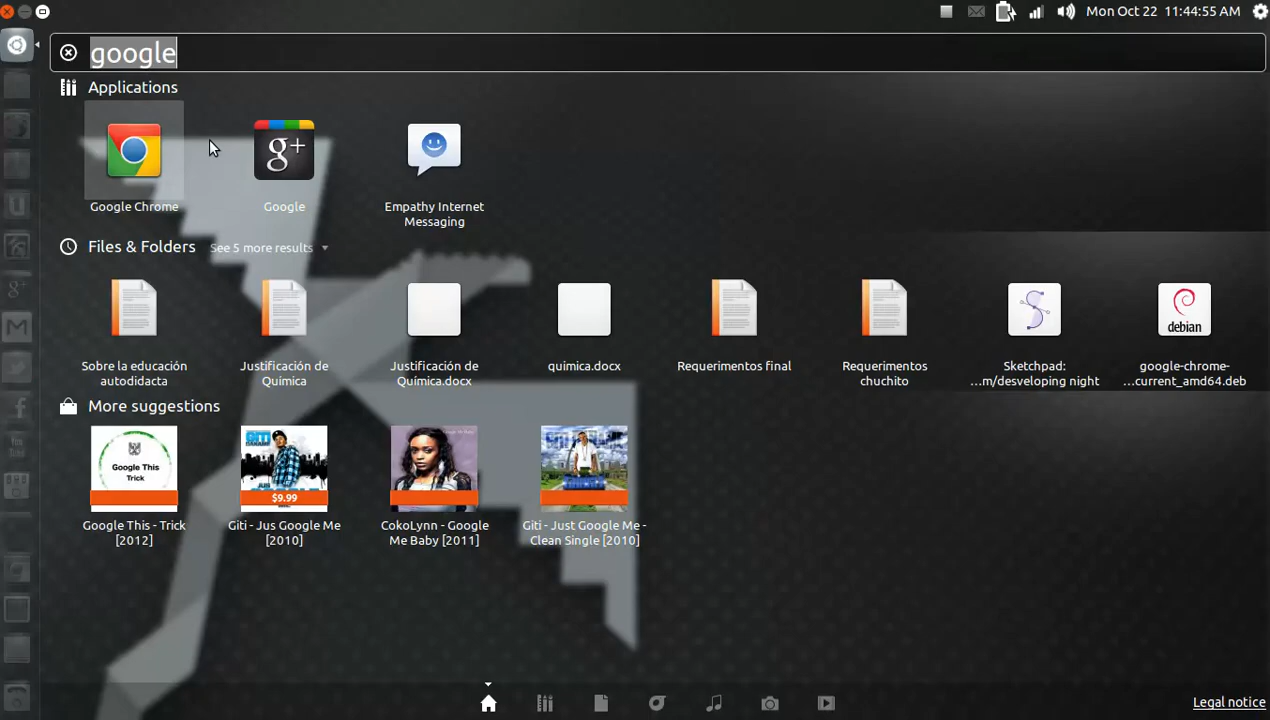 Mon Oct 22 11:44:55 AM
google
Applications
g+
Google Chrome
Google
Empathy Internet
Messaging
Files & Folders See 5 more results
debian
Sobre la educación
autodidacta
Justificación de
Química
Justificación de
Química.docx
quimica.docx
Requerimentos final
Requerimentos
chuchito
Sketchpad:
...m/desveloping night
google-chrome-
...current_amd64.deb
More suggestions
Google This
Trick
$9.99
Google This - Trick
[2012]
Giti - Jus Google Me
[2010]
CokoLynn - Google
Me Baby [2011]
Giti - Just Google Me -
Clean Single [2010]
Legal notice